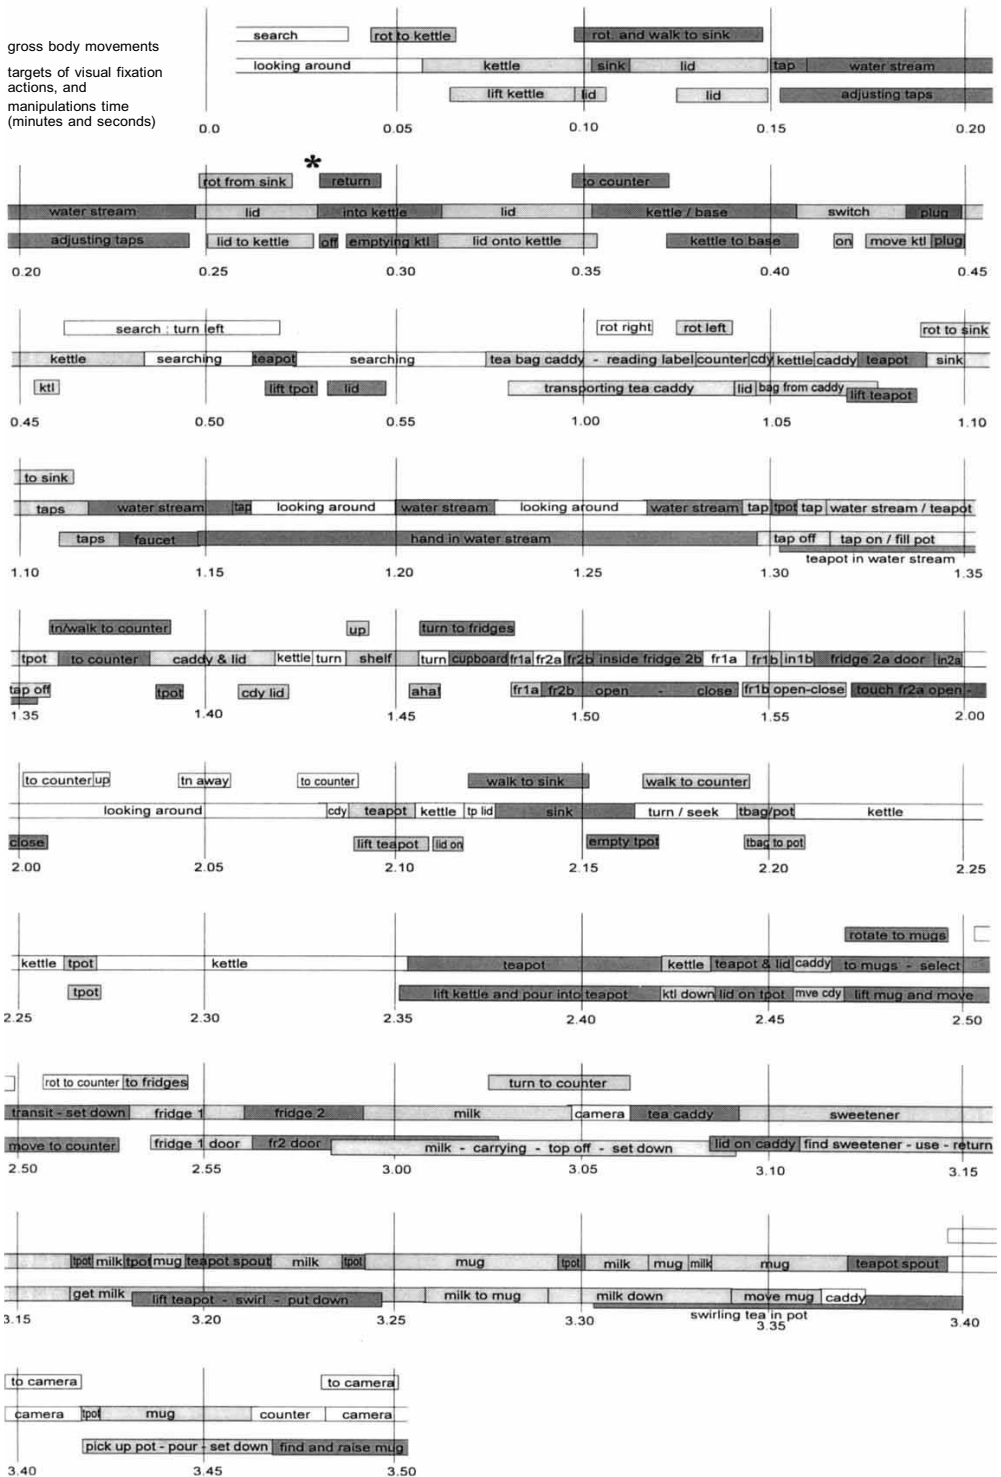 gross body movements
targets of visual fixation
actions, and
manipulations time
(minutes and seconds)
search rot to kettle rot. and walk to sink
looking around kettle sink lid tap water stream
lift kettle lid lid adjusting taps
0.0 0.05 0.10 0.15 0.20
*
rot from sink return to counter
water stream lid into kettle lid kettle / base switch plug
adjusting taps lid to kettle off emptying ktl lid onto kettle kettle to base on move ktl plug
0.20 0.25 0.30 0.35 0.40 0.45
search : turn left rot right rot left rot to sink
kettle searching teapot searching tea bag caddy - reading label counter cdy kettle caddy teapot sink
ktl lift tpot lid transporting tea caddy lid bag from caddy lift teapot
0.45 0.50 0.55 1.00 1.05 1.10
to sink
taps water stream tap looking around water stream looking around water stream tap tpot tap water stream / teapot
taps faucet hand in water stream tap off tap on / fill pot
teapot in water stream
1.10 1.15 1.20 1.25 1.30 1.35
tn/walk to counter up turn to fridges
tpot to counter caddy & lid kettle turn shelf turn cupboard fr1a fr2a fr2b inside fridge 2b fr1a fr1b in1b fridge 2a door in2a
tap off tpot cdy lid aha! fr1a fr2b open - close fr1b open-close touch fr2a open -
1.35 1.40 1.45 1.50 1.55 2.00
to counter up tn away to counter walk to sink walk to counter
looking around cdy teapot kettle tp lid sink turn / seek tbag/pot kettle
close lift teapot lid on empty tpot tbag to pot
2.00 2.05 2.10 2.15 2.20 2.25
rotate to mugs
kettle tpot kettle teapot kettle teapot & lid caddy to mugs - select
tpot lift kettle and pour into teapot ktl down lid on tpot mve cdy lift mug and move
2.25 2.30 2.35 2.40 2.45 2.50
rot to counter to fridges turn to counter
transit - set down fridge 1 fridge 2 milk camera tea caddy sweetener
move to counter fridge 1 door fr2 door milk - carrying - top off - set down lid on caddy find sweetener - use - return
2.50 2.55 3.00 3.05 3.10 3.15
tpot milk tpot mug teapot spout milk tpot mug tpot milk mug milk mug teapot spout
get milk lift teapot - swirl - put down milk to mug milk down move mug caddy
swirling tea in pot
3.15 3.20 3.25 3.30 3.35 3.40
to camera to camera
camera tpot mug counter camera
pick up pot - pour - set down find and raise mug
3.40 3.45 3.50